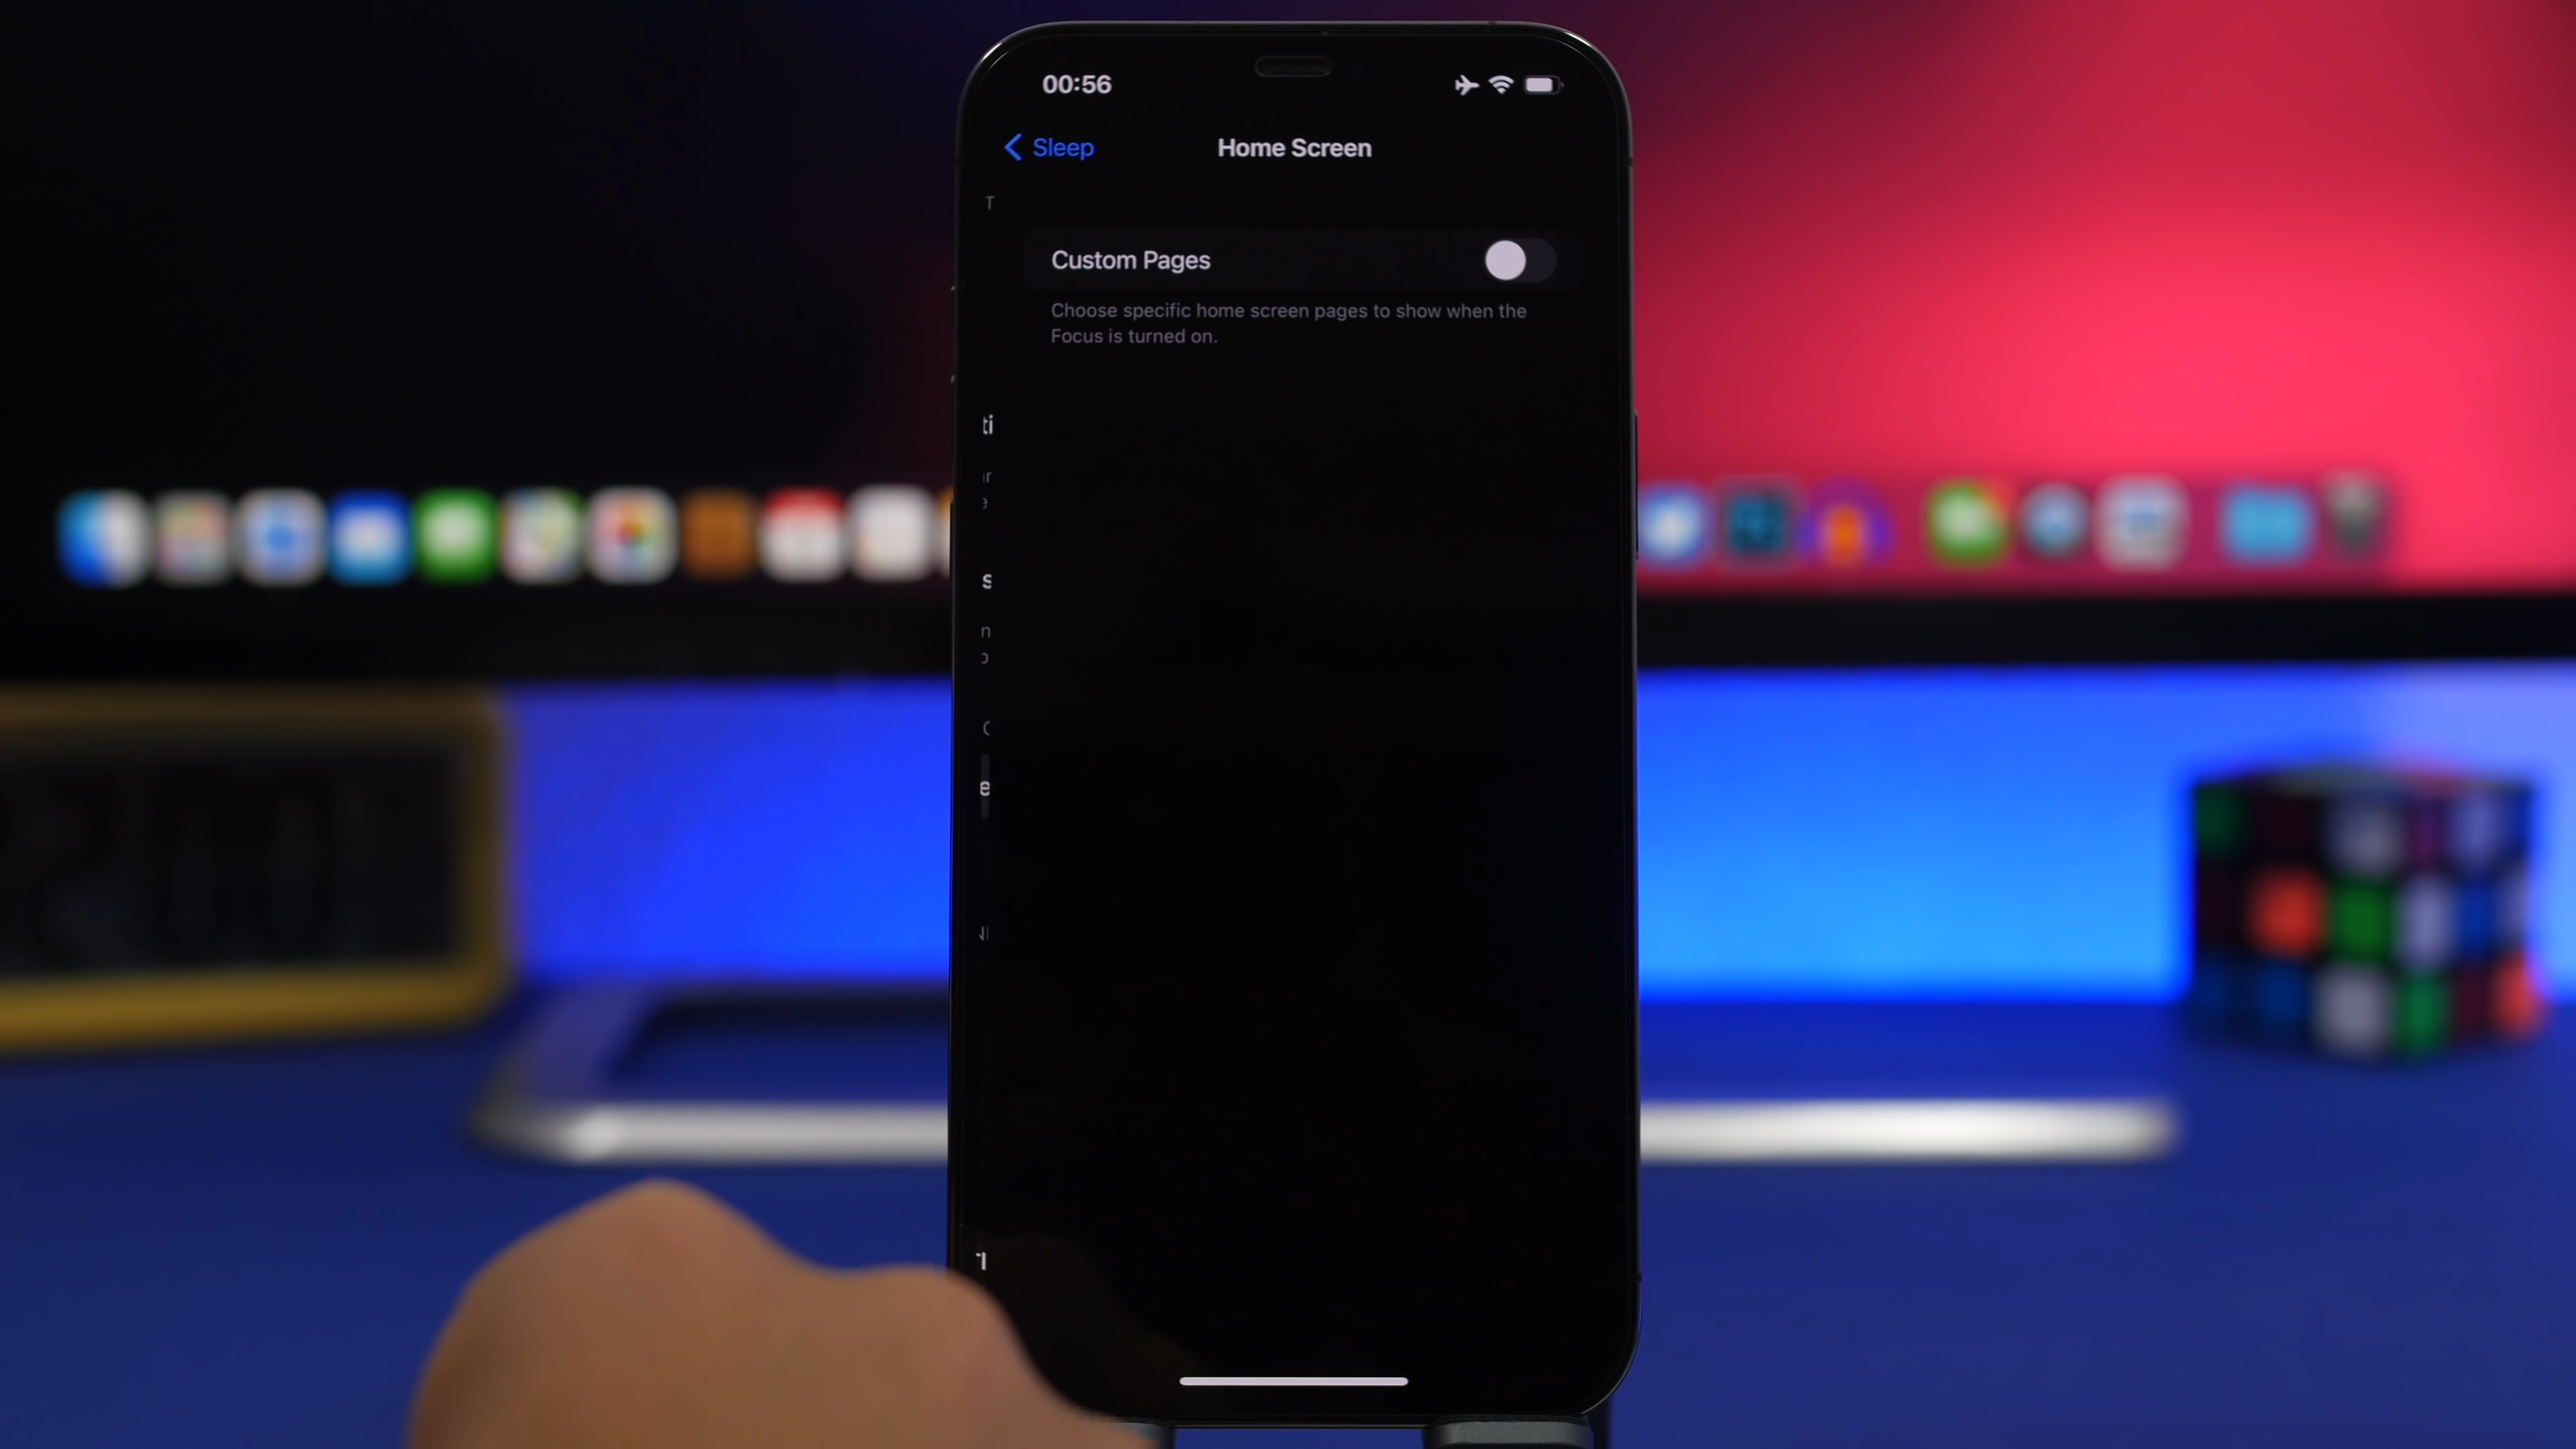 00:56
Sleep
Home Screen
Custom Pages
Choose specific home screen pages to show when the
Focus is turned on.